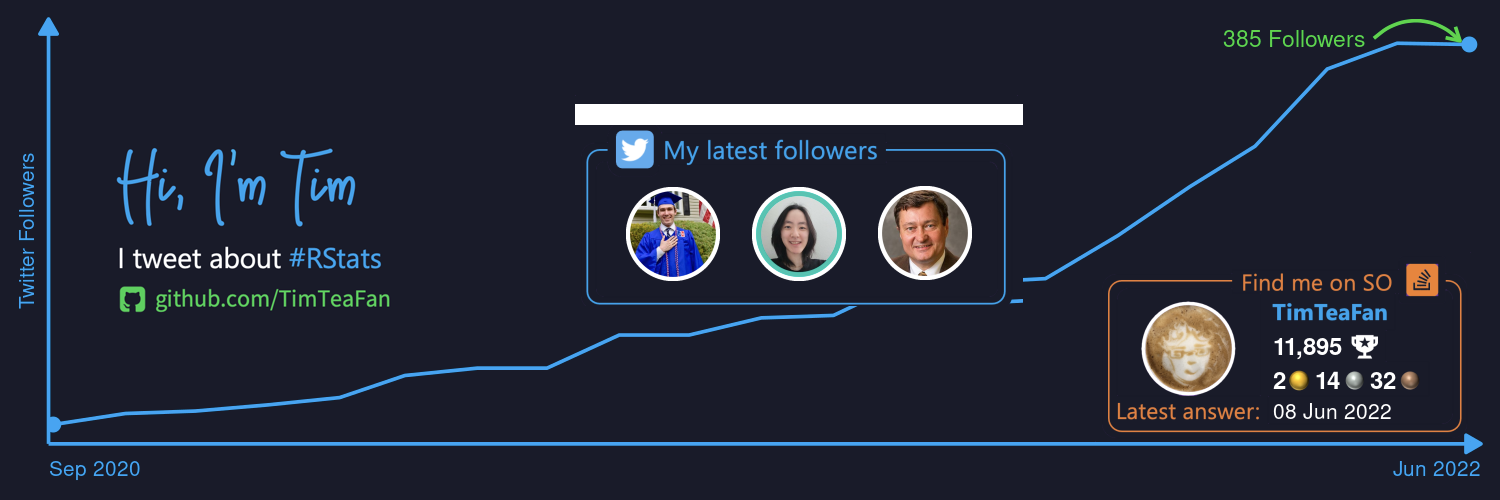 385 Followers
Twitter Followers
Hi, I'm Tim
I tweet about #RStats
github.com/TimTeaFan
My latest followers
Find me on SO
TimTeaFan
11,895
2 14 32
Latest answer: 08 Jun 2022
Sep 2020
Jun 2022